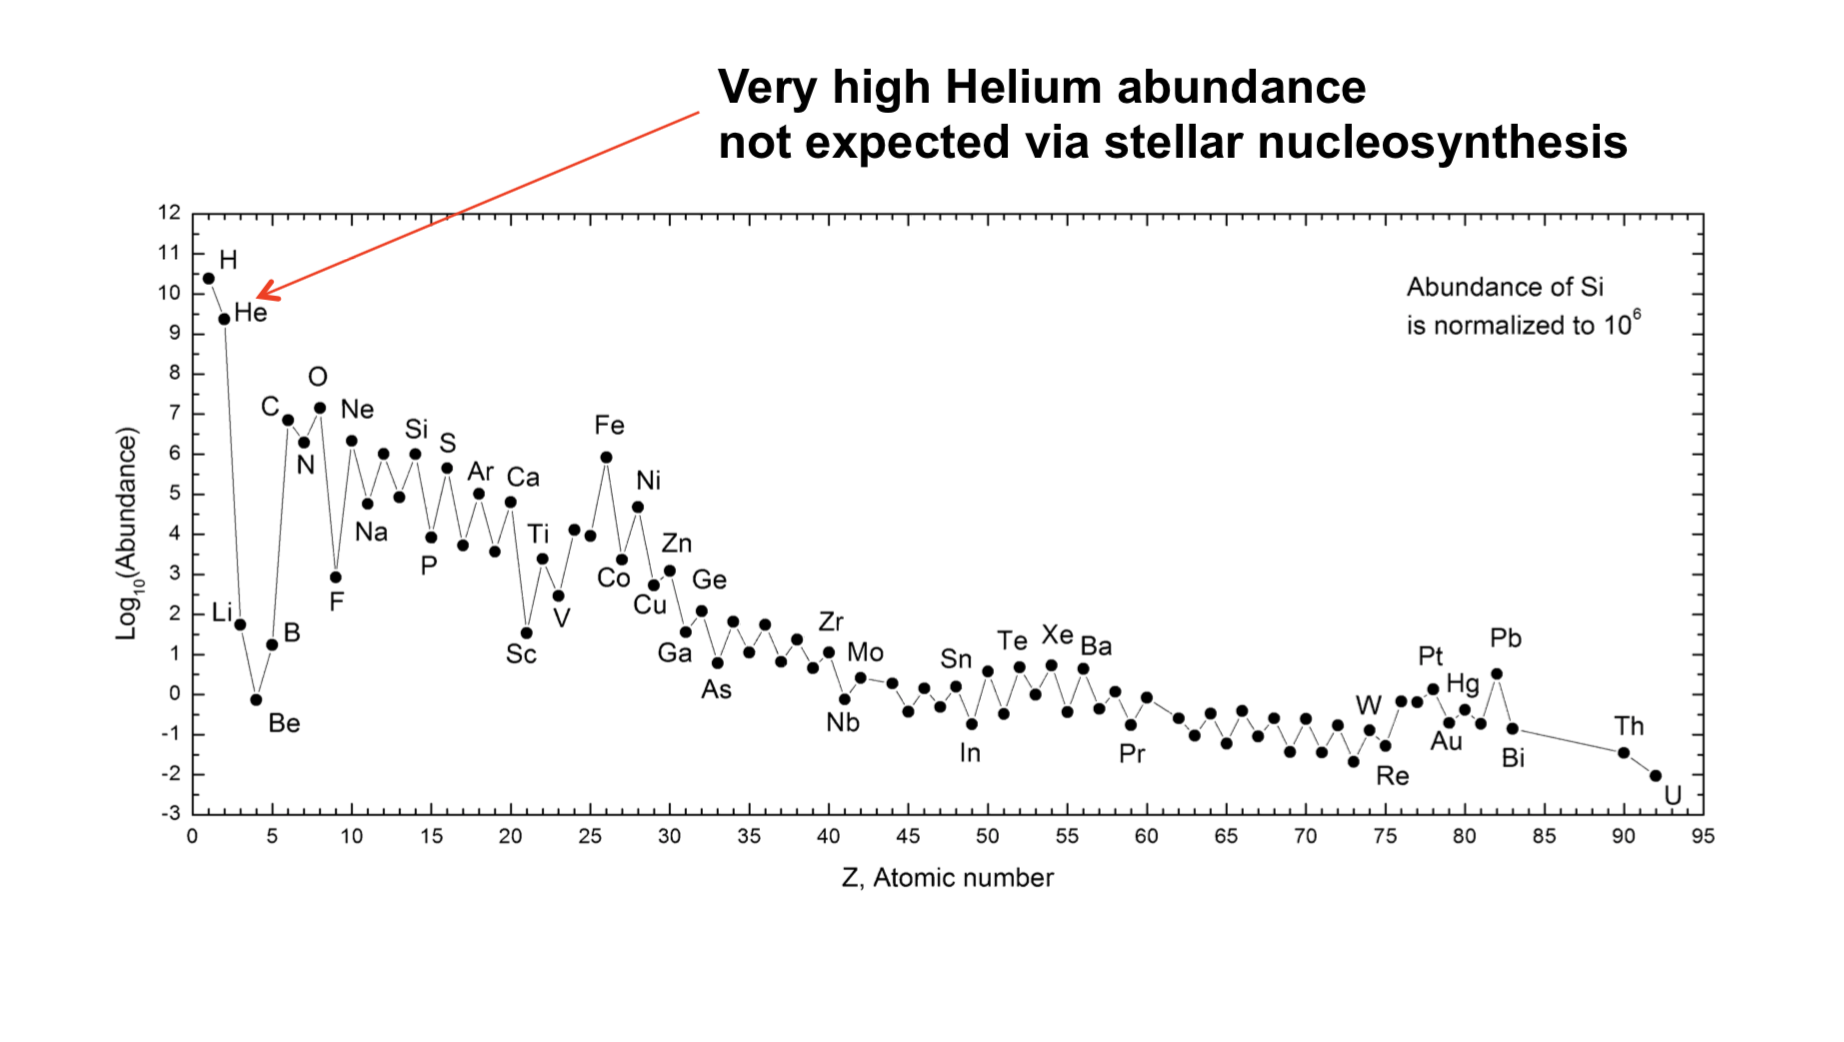 Very high Helium abundance
not expected via stellar nucleosynthesis
12
11
10
9
8
7
6
5
4
3
2
1
0
-1
-2
-3
Log10(Abundance)
H
He
Li
Be
B
C
N
O
F
Ne
Na
Si
P
S
Ar
Ca
Sc
Ti
V
Fe
Co
Ni
Cu
Zn
Ga
Ge
As
Zr
Nb
Mo
Sn
In
Te
Xe
Ba
Pr
W
Re
Pt
Au
Hg
Pb
Bi
Th
U
Abundance of Si
is normalized to 10^6
0 5 10 15 20 25 30 35 40 45 50 55 60 65 70 75 80 85 90 95
Z, Atomic number